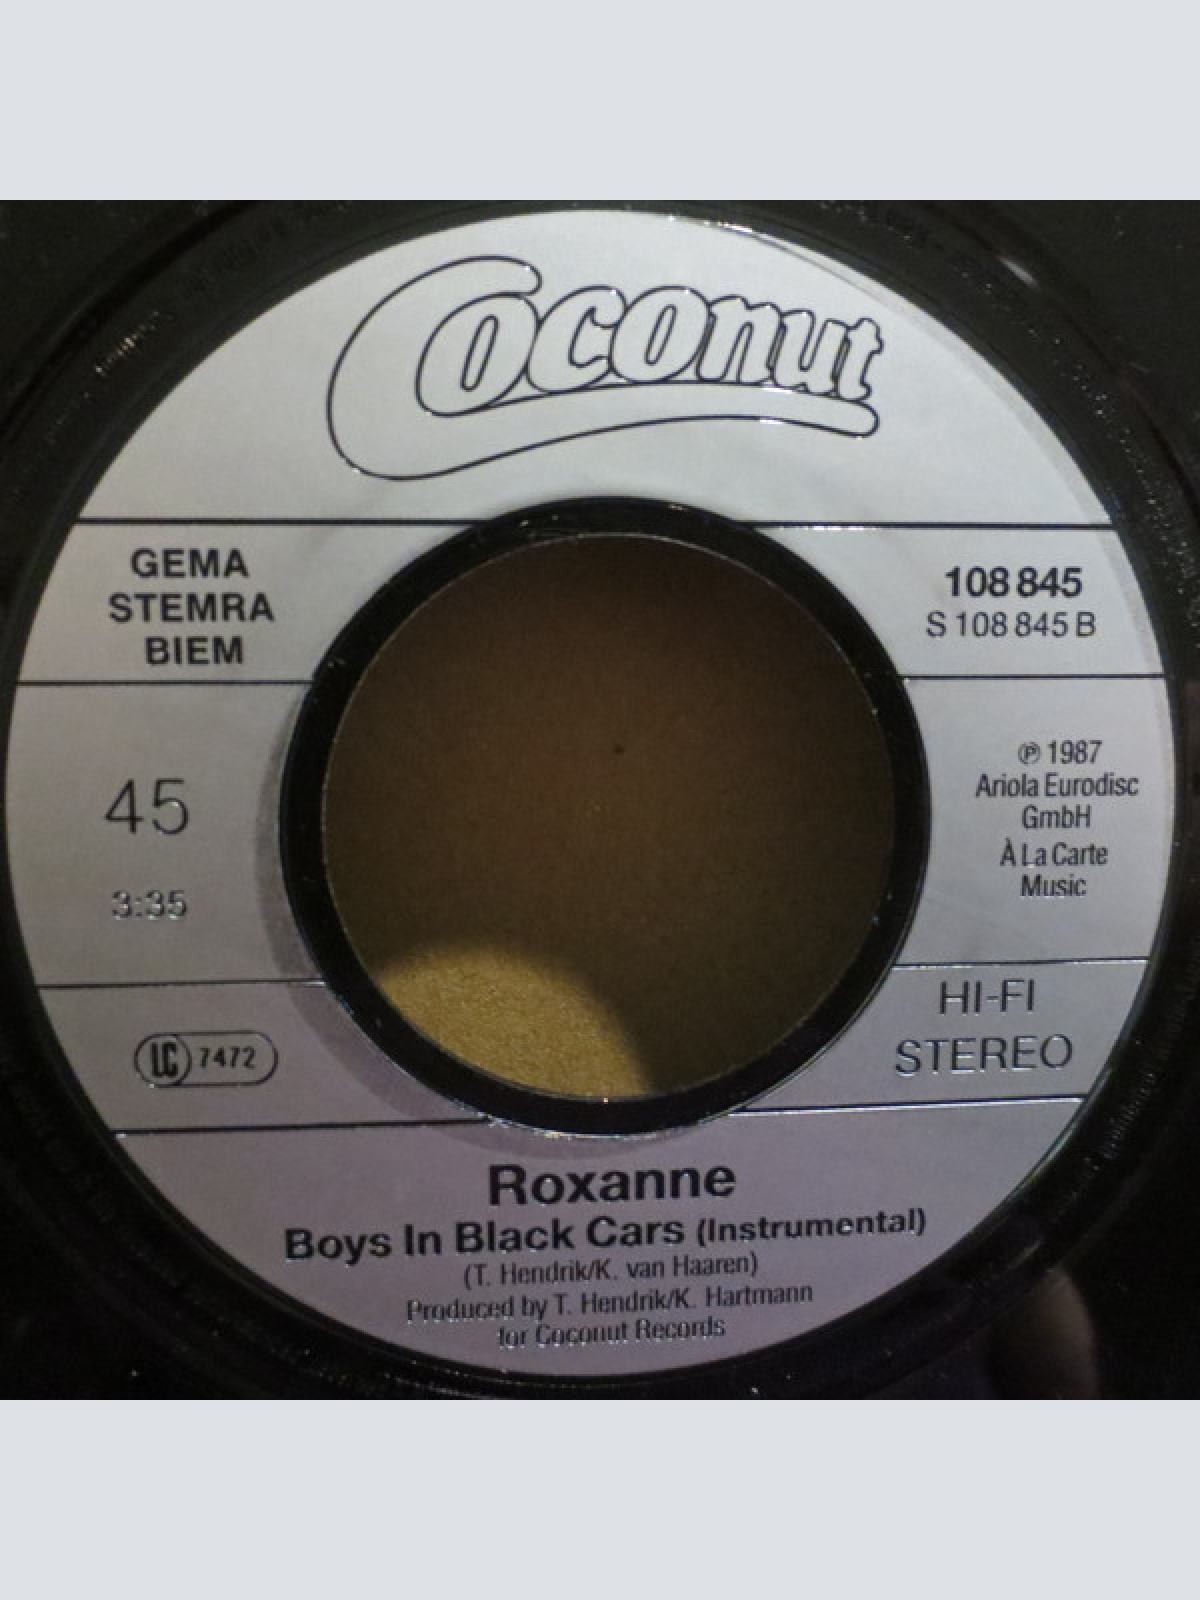 Coconut
GEMA
STEMRA
BIEM
108 845
S 108 845 B
45
3:35
℗ 1987
Ariola Eurodisc
GmbH
À La Carte
Music
LC 7472
HI-FI
STEREO
Roxanne
Boys In Black Cars (Instrumental)
(T. Hendrik/K. van Haaren)
Produced by T. Hendrik/K. Hartmann
for Coconut Records